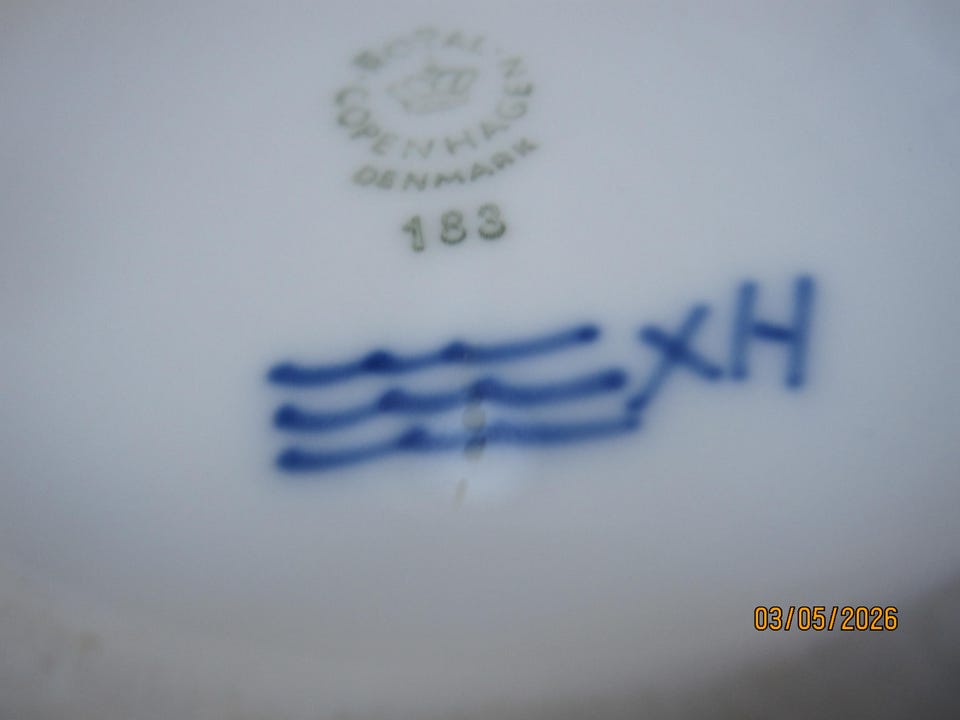 ROYAL
COPENHAGEN
DENMARK
183
XH
03/05/2026